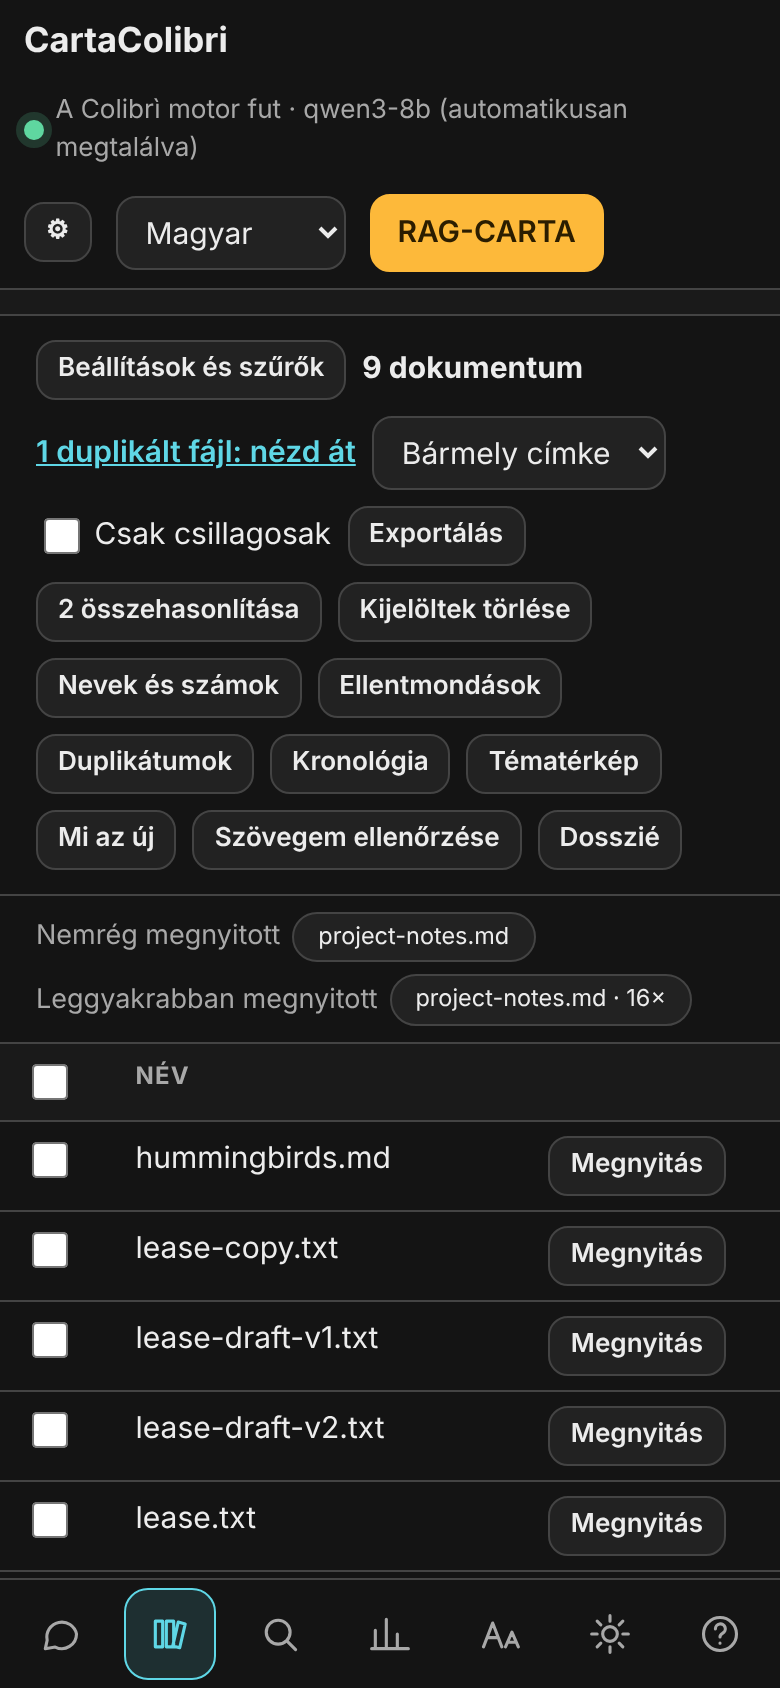 CartaColibri
A Colibrì motor fut · qwen3-8b (automatikusan
megtalálva)
Magyar
RAG-CARTA
Beállítások és szűrők
9 dokumentum
1 duplikált fájl: nézd át
Bármely címke
Csak csillagosak
Exportálás
2 összehasonlítása
Kijelöltek törlése
Nevek és számok
Ellentmondások
Duplikátumok
Kronológia
Tématérkép
Mi az új
Szövegem ellenőrzése
Dosszié
Nemrég megnyitott
project-notes.md
Leggyakrabban megnyitott
project-notes.md · 16×
NÉV
hummingbirds.md
Megnyitás
lease-copy.txt
Megnyitás
lease-draft-v1.txt
Megnyitás
lease-draft-v2.txt
Megnyitás
lease.txt
Megnyitás
AA